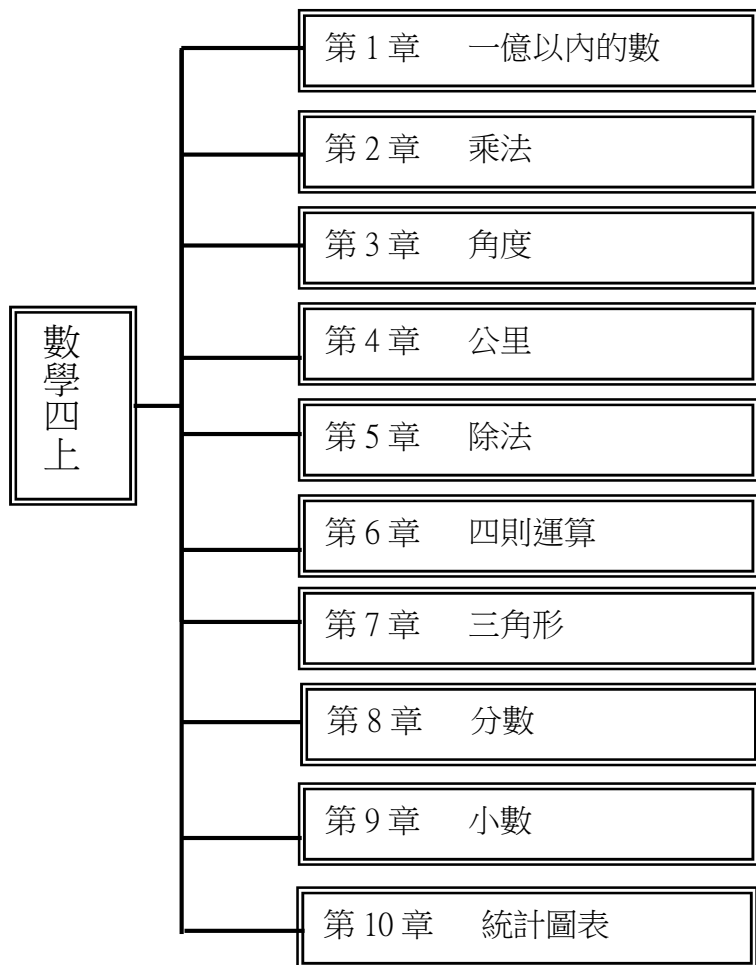 數學四上
第 1 章 一億以內的數
第 2 章 乘法
第 3 章 角度
第 4 章 公里
第 5 章 除法
第 6 章 四則運算
第 7 章 三角形
第 8 章 分數
第 9 章 小數
第 10 章 統計圖表